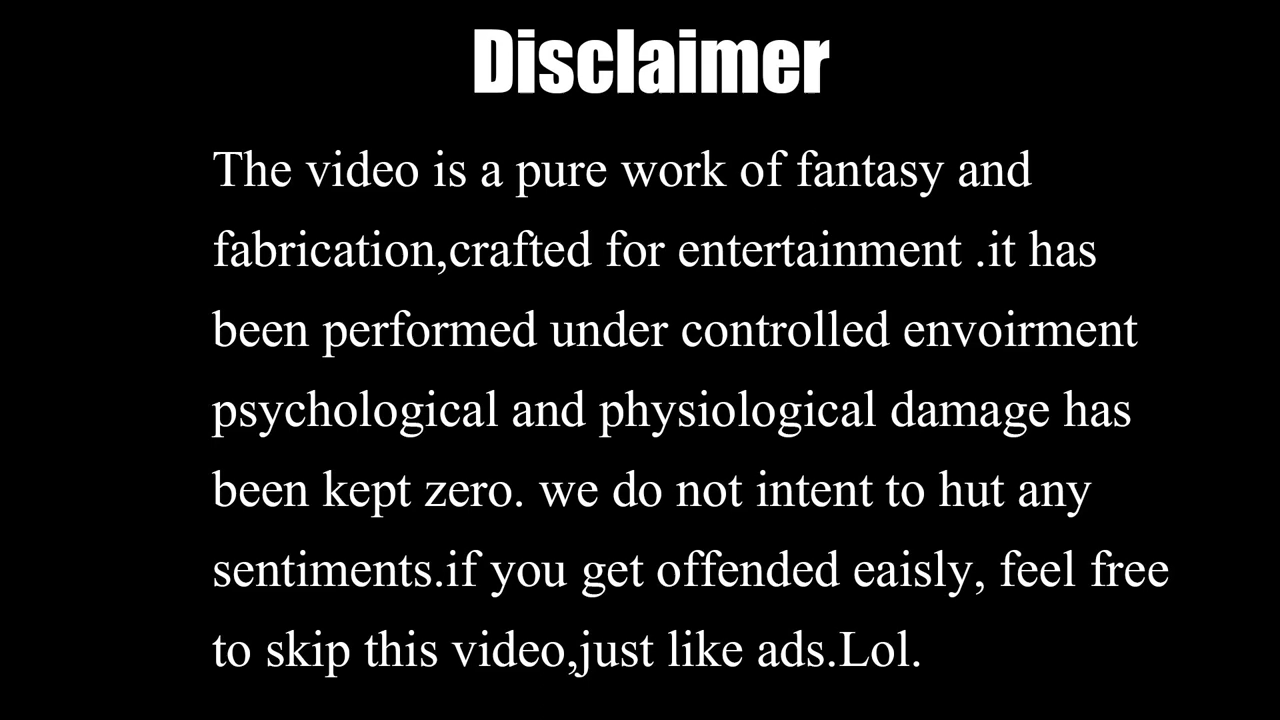 Disclaimer
The video is a pure work of fantasy and
fabrication,crafted for entertainment .it has
been performed under controlled envoirment
psychological and physiological damage has
been kept zero. we do not intent to hut any
sentiments.if you get offended eaisly, feel free
to skip this video,just like ads.Lol.